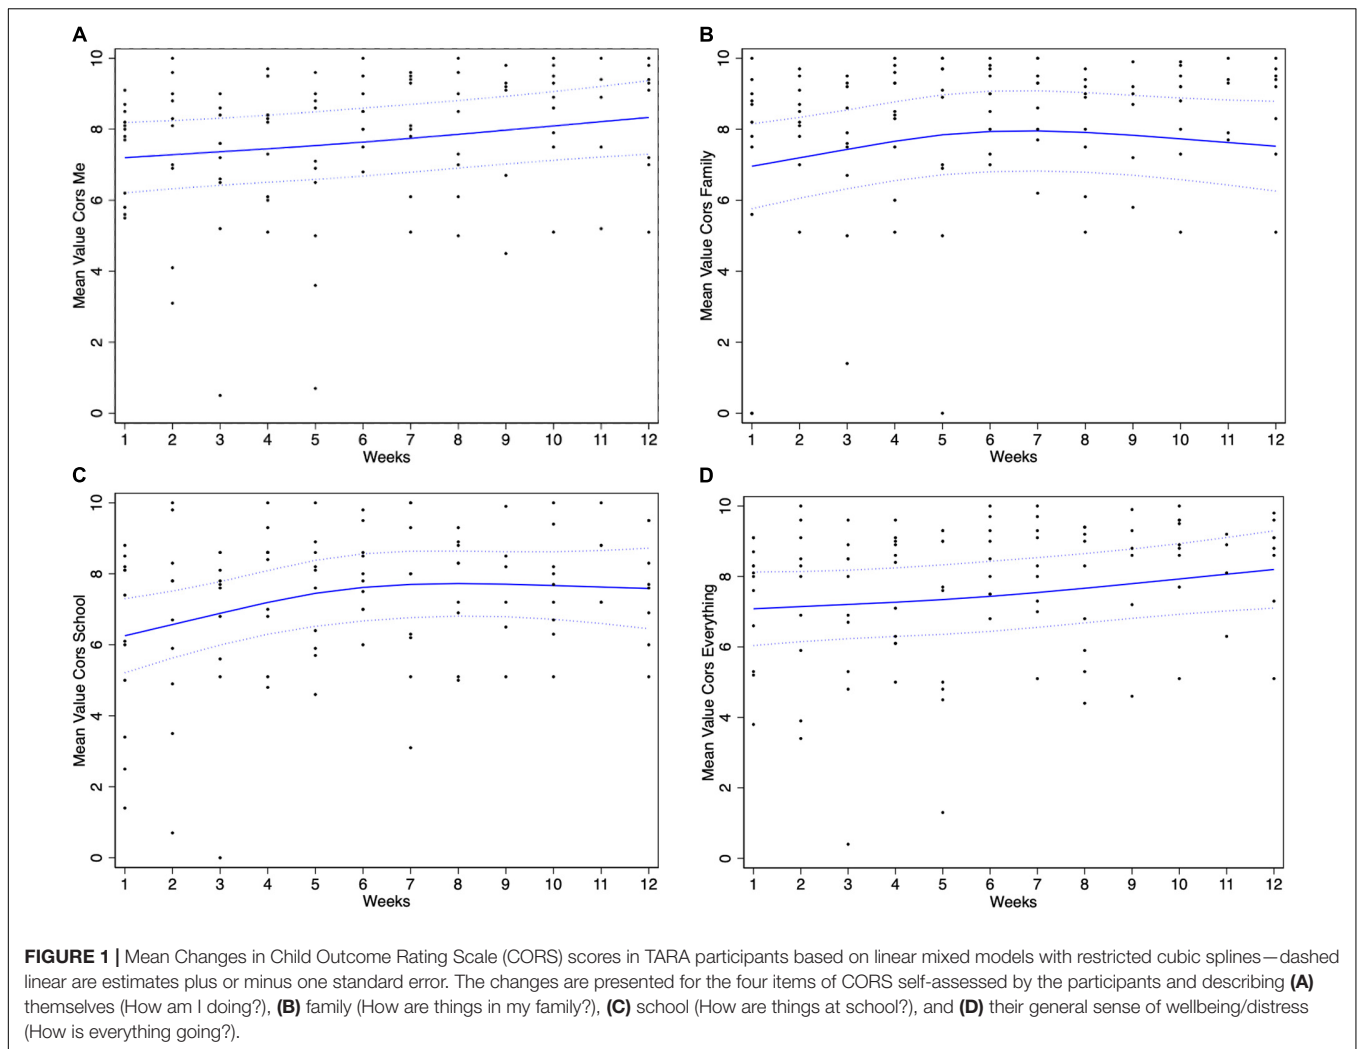 A
Mean Value Cors Me
10
8
6
4
2
0
1 2 3 4 5 6 7 8 9 10 11 12
Weeks
B
Mean Value Cors Family
10
8
6
4
2
0
1 2 3 4 5 6 7 8 9 10 11 12
Weeks
C
Mean Value Cors School
10
8
6
4
2
0
1 2 3 4 5 6 7 8 9 10 11 12
Weeks
D
Mean Value Cors Everything
10
8
6
4
2
0
1 2 3 4 5 6 7 8 9 10 11 12
Weeks
FIGURE 1 | Mean Changes in Child Outcome Rating Scale (CORS) scores in TARA participants based on linear mixed models with restricted cubic splines—dashed
linear are estimates plus or minus one standard error. The changes are presented for the four items of CORS self-assessed by the participants and describing (A)
themselves (How am I doing?), (B) family (How are things in my family?), (C) school (How are things at school?), and (D) their general sense of wellbeing/distress
(How is everything going?).